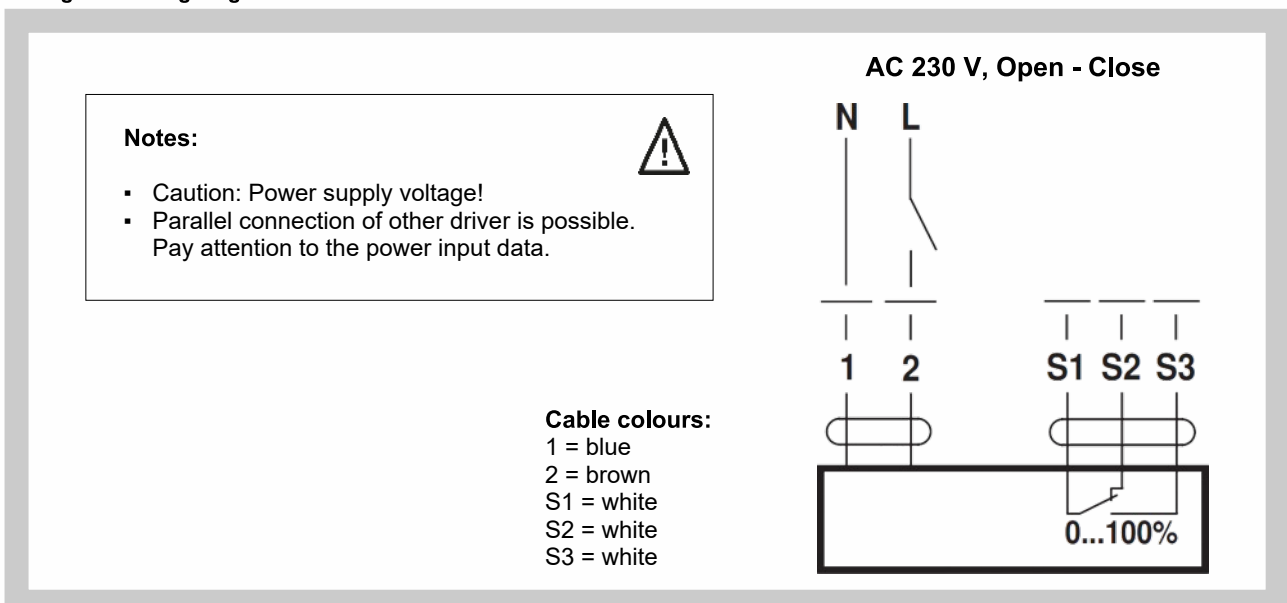 AC 230 V, Open - Close
Notes:
▪ Caution: Power supply voltage!
▪ Parallel connection of other driver is possible.
Pay attention to the power input data.
N L
1 2 S1 S2 S3
Cable colours:
1 = blue
2 = brown
S1 = white
S2 = white
S3 = white
0...100%